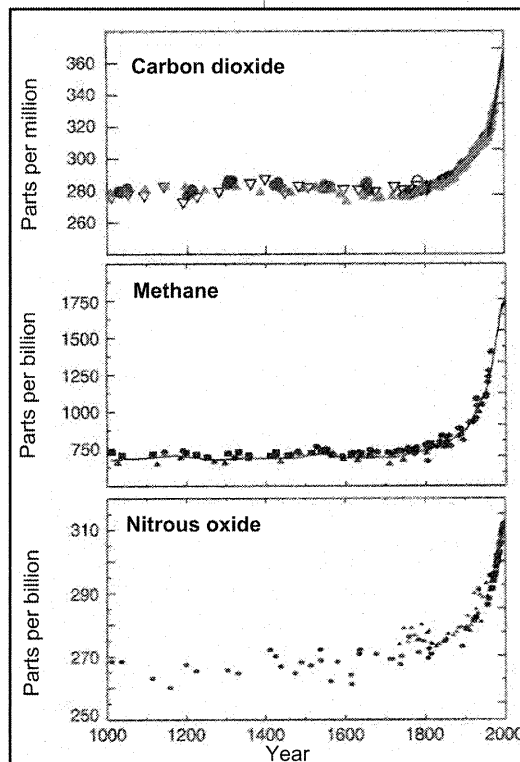 Carbon dioxide
Parts per million
360
340
320
300
280
260
Methane
Parts per billion
1750
1500
1250
1000
750
Nitrous oxide
Parts per billion
310
290
270
250
1000 1200 1400 1600 1800 2000
Year